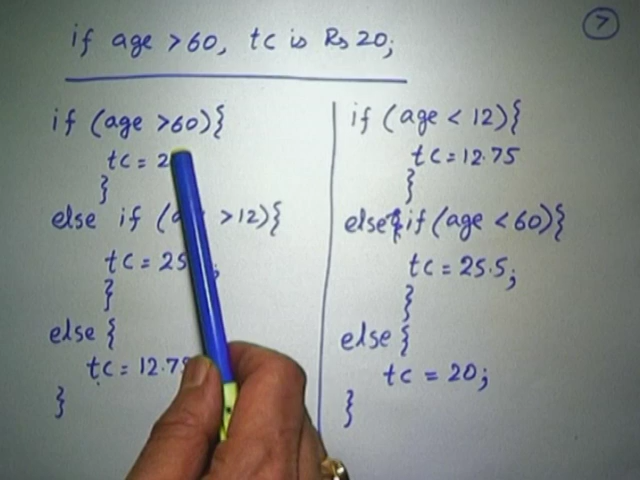 7
if age >60, tc is Rs 20;
if (age >60){
tc = 2
}
else if ( >12){
tc = 25 ;
}
else {
tc = 12.75
}
if (age < 12){
tc = 12.75
}
else if (age < 60){
tc = 25.5;
}
else {
tc = 20;
}